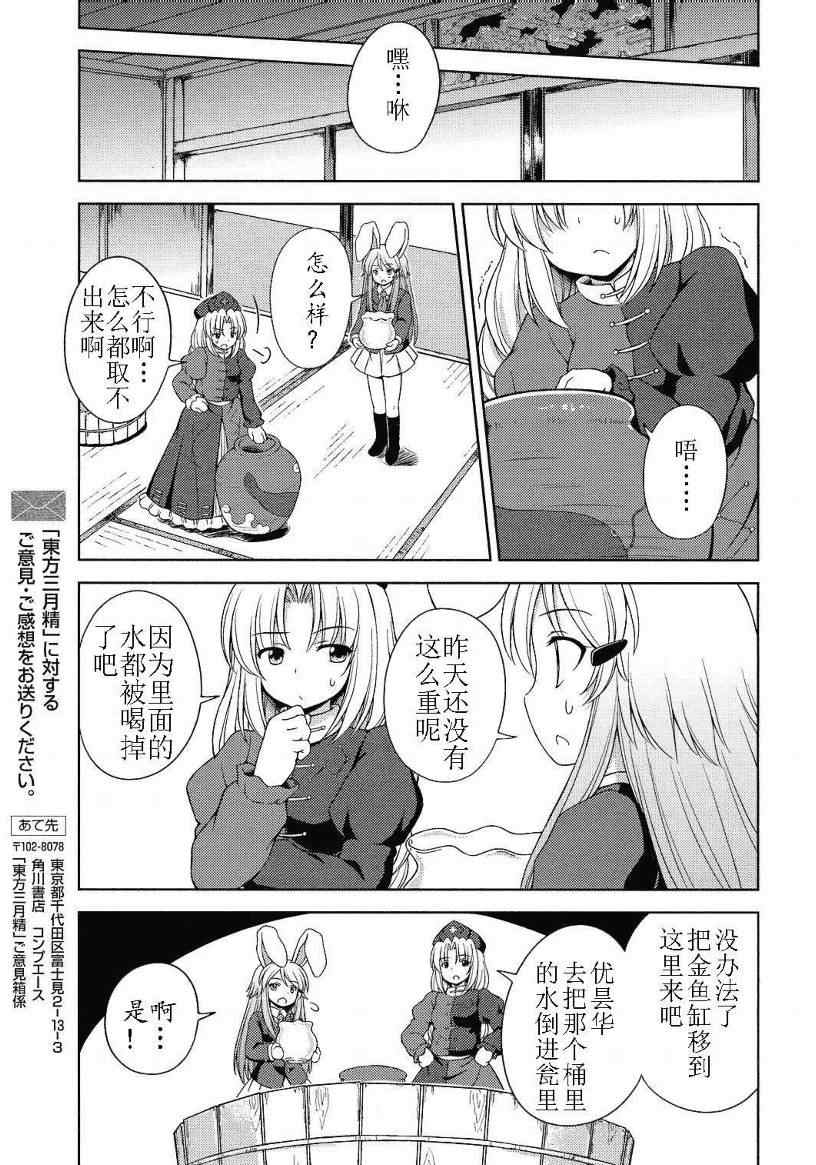 嘿…咻
唔……
怎么样？
不行啊…
怎么都取不
出来啊
昨天还没有
这么重呢
因为里面的
水都被喝掉
了吧
没办法了
把金鱼缸移到
这里来吧
优昙华
去把那个桶里
的水倒进瓮里
是啊…！
「東方三月精」に対する
ご意見・ご感想をお送りください。
あて先
〒102-8078
東京都千代田区富士見2-13-3
角川書店　コンプエース
「東方三月精」ご意見箱係